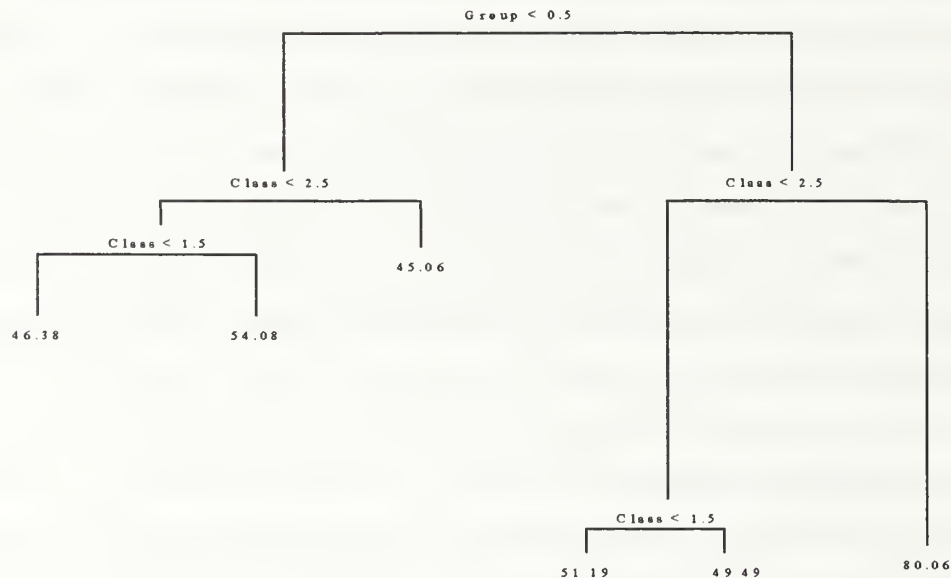 Group < 0.5
Class < 2.5
Class < 2.5
Class < 1.5
45.06
46.38
54.08
Class < 1.5
51.19
49.49
80.06